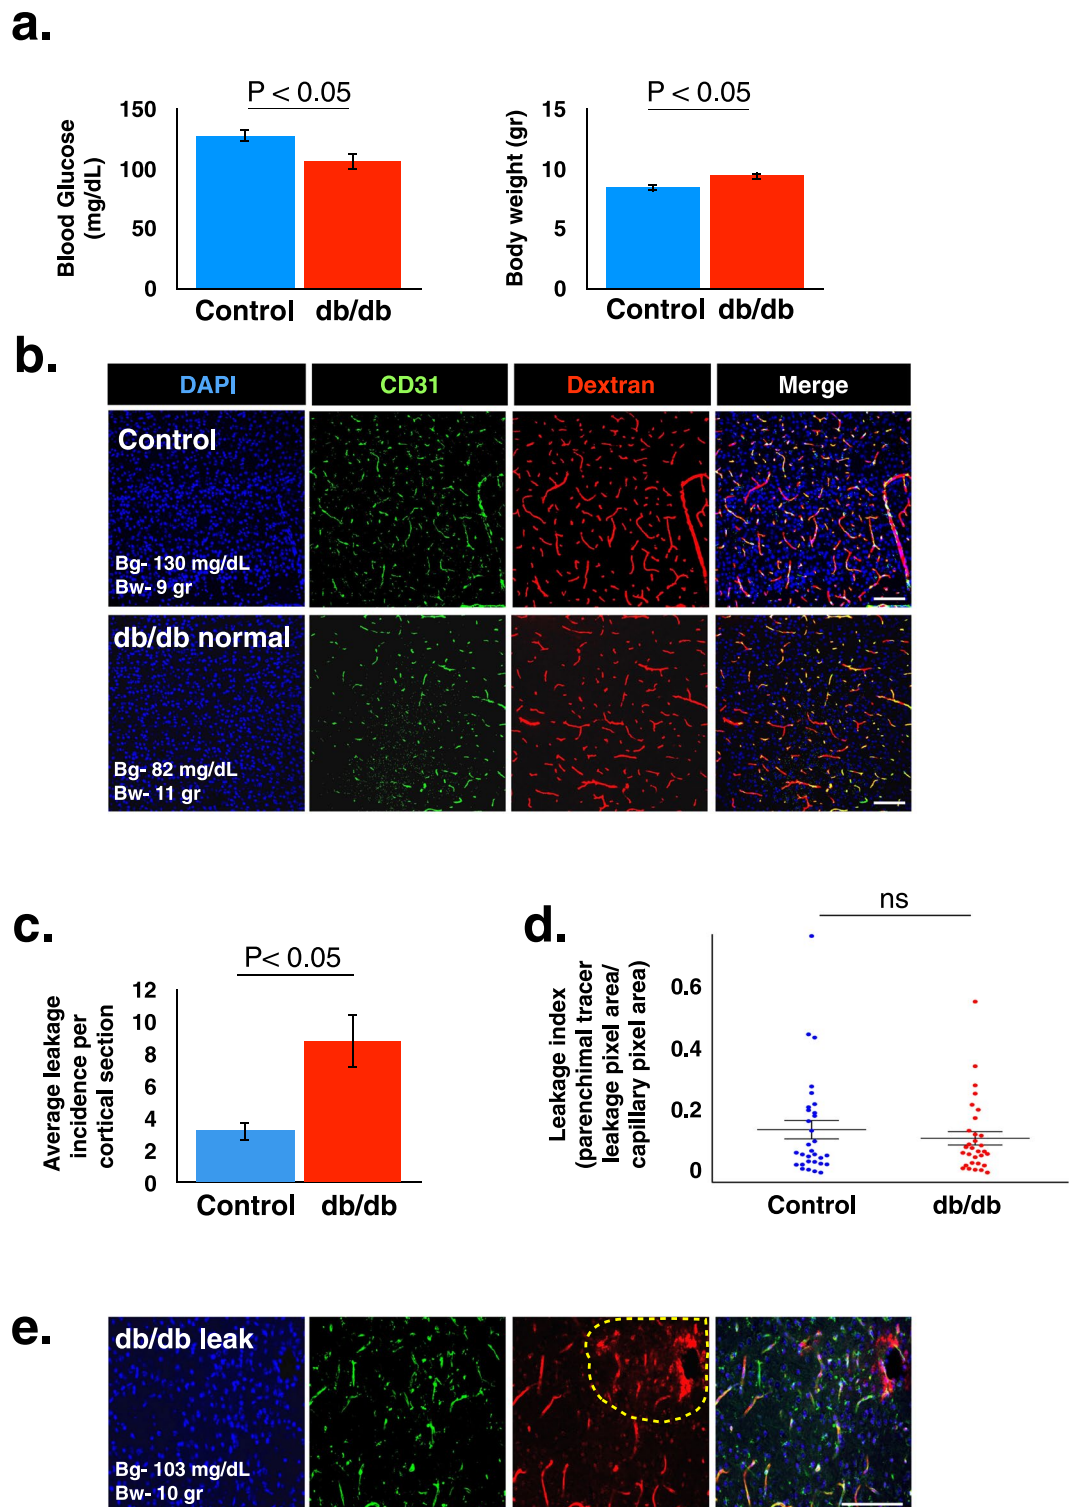 a.
P < 0.05
Blood Glucose
(mg/dL)
150
100
50
0
Control db/db
P < 0.05
Body weight (gr)
15
10
5
0
Control db/db
b.
DAPI
CD31
Dextran
Merge
Control
Bg- 130 mg/dL
Bw- 9 gr
db/db normal
Bg- 82 mg/dL
Bw- 11 gr
c.
P< 0.05
Average leakage
incidence per
cortical section
12
10
8
6
4
2
0
Control db/db
d.
ns
Leakage index
(parenchimal tracer
leakage pixel area/
capillary pixel area)
0.6
0.4
0.2
0
Control db/db
e.
db/db leak
Bg- 103 mg/dL
Bw- 10 gr